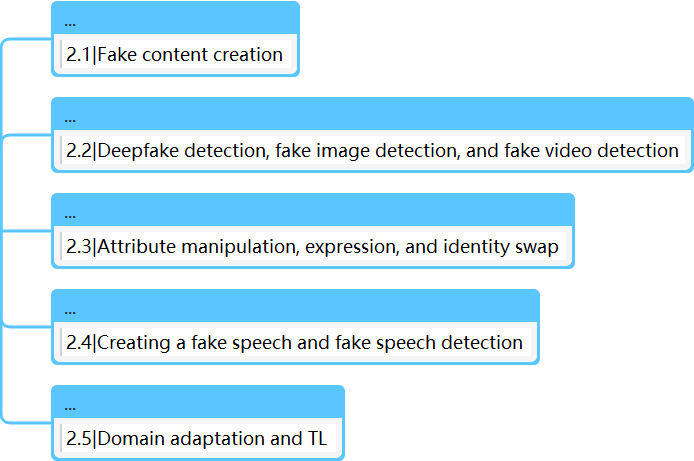 ...
2.1|Fake content creation
...
2.2|Deepfake detection, fake image detection, and fake video detection
...
2.3|Attribute manipulation, expression, and identity swap
...
2.4|Creating a fake speech and fake speech detection
...
2.5|Domain adaptation and TL